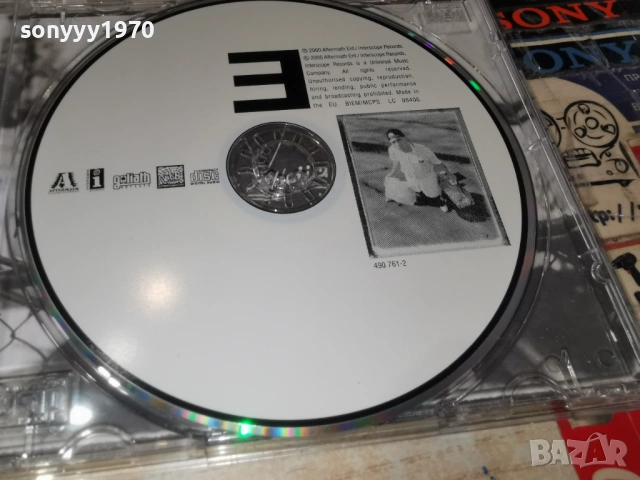 sonyyy1970
SONY
SONY
Ǝ
℗ 2000 Aftermath Ent./ Interscope Records.
© 2000 Aftermath Ent./ Interscope Records.
Interscope Records is a Universal Music
Company. All rights reserved.
Unauthorised copying, reproduction,
hiring, lending, public performance
and broadcasting prohibited. Made in
the EU BIEM/MCPS LC 06406
goliath
490 761-2
BAZAR
bg